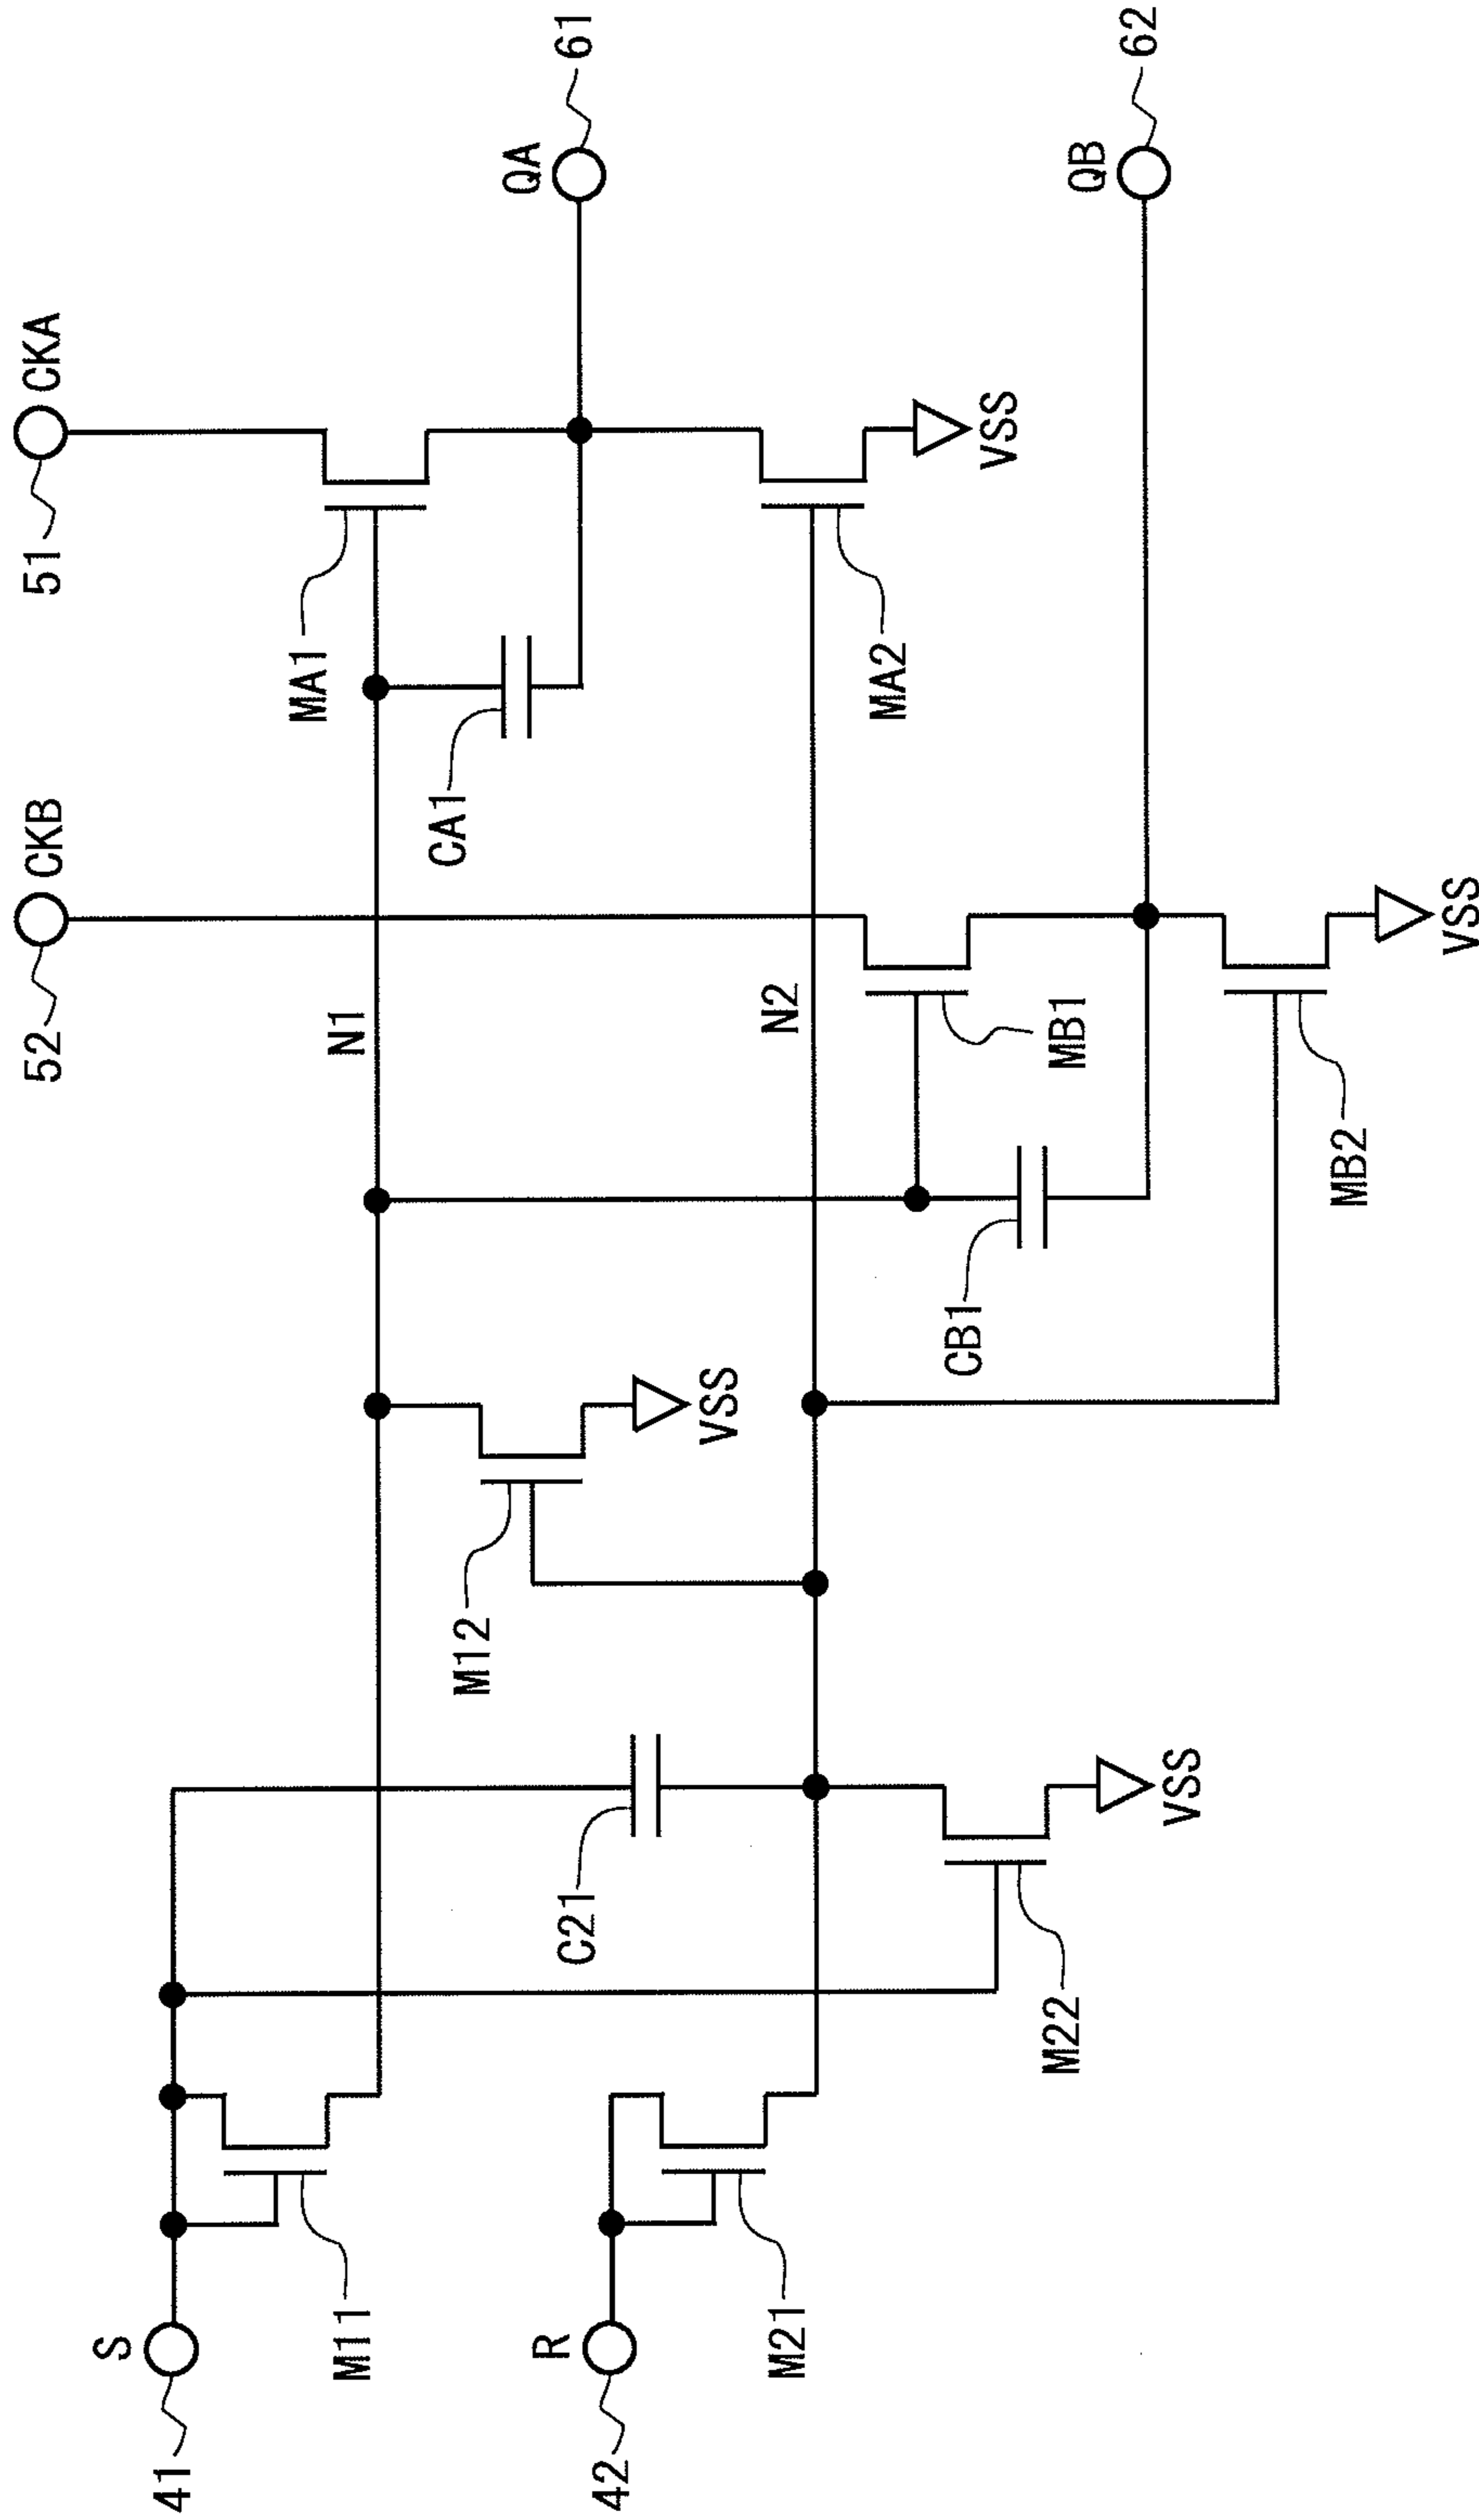 41
S
M11
42
R
M21
C21
M22
VSS
M12
VSS
N1
N2
52
CKB
CB1
MB1
MB2
VSS
51
CKA
MA1
CA1
MA2
VSS
QA
61
QB
62